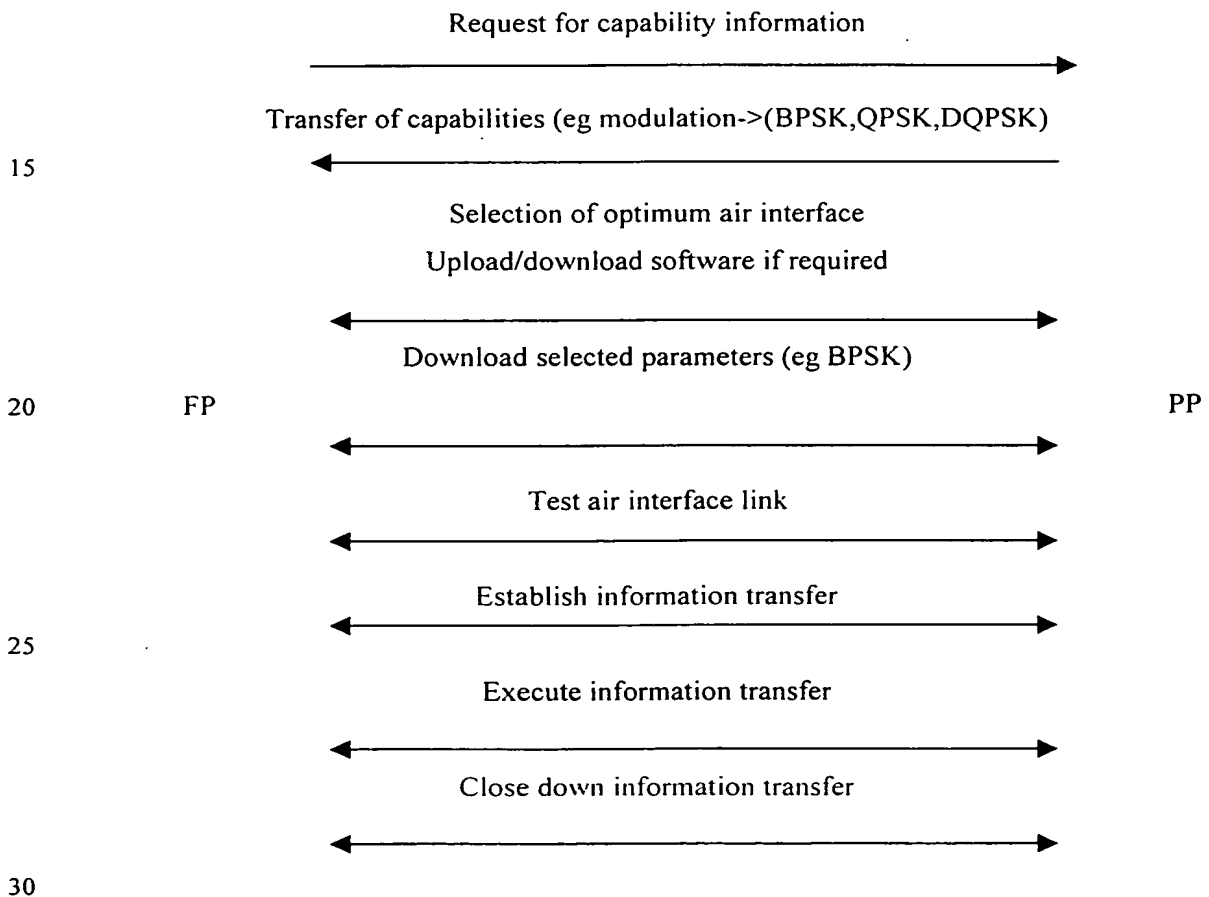 Request for capability information
Transfer of capabilities (eg modulation->(BPSK,QPSK,DQPSK)
15
Selection of optimum air interface
Upload/download software if required
Download selected parameters (eg BPSK)
20 FP PP
Test air interface link
Establish information transfer
25
Execute information transfer
Close down information transfer
30